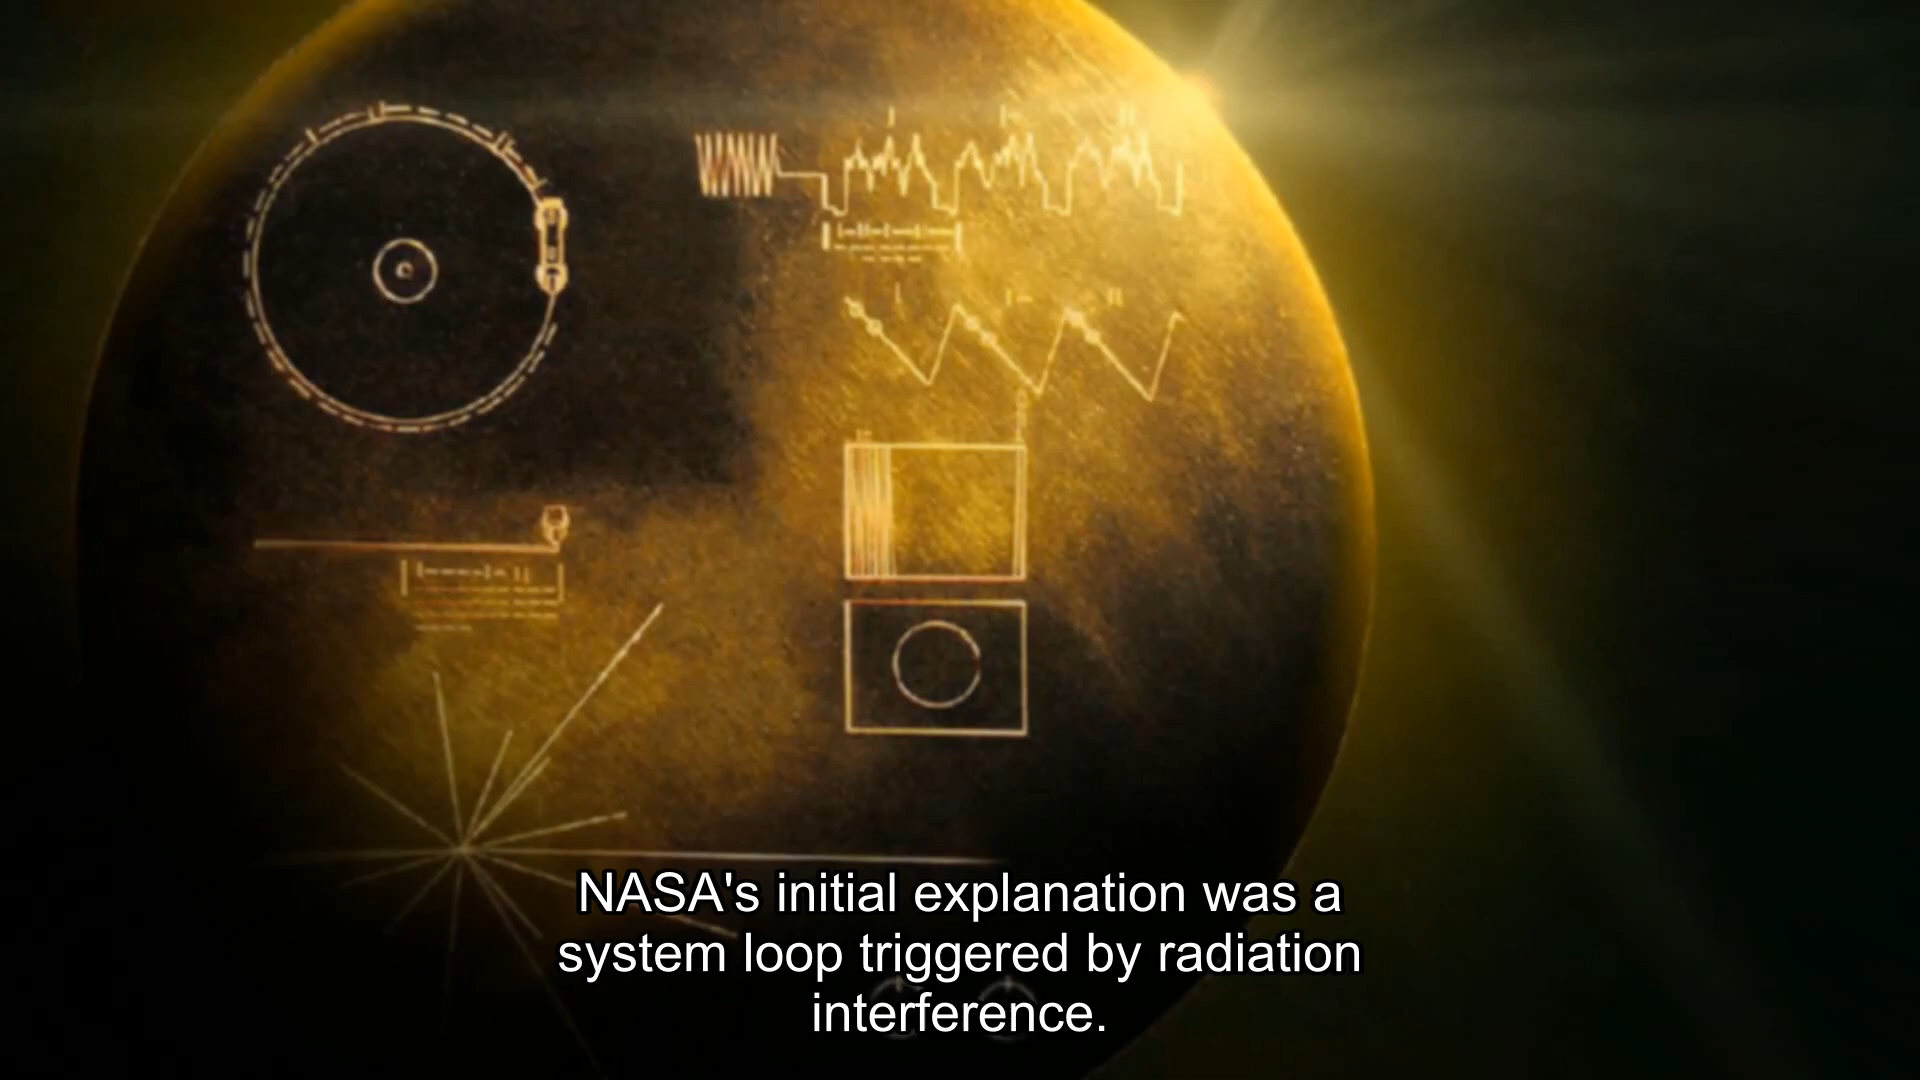 NASA's initial explanation was a
system loop triggered by radiation
interference.